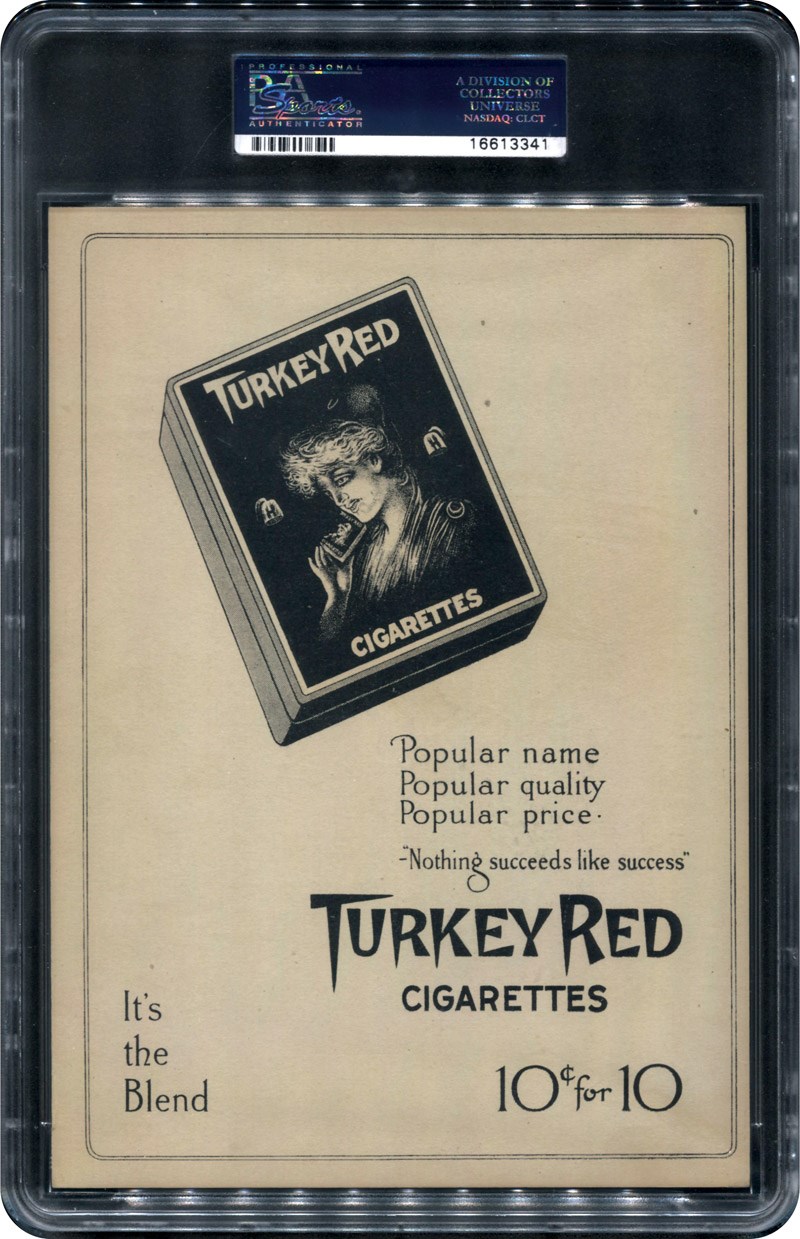 PROFESSIONAL
PSA
Sports
AUTHENTICATOR
A DIVISION OF
COLLECTORS
UNIVERSE
NASDAQ: CLCT
16613341
TURKEY RED
CIGARETTES
Popular name
Popular quality
Popular price.
-"Nothing succeeds like success"
TURKEY RED
CIGARETTES
It's
the
Blend
10¢ for 10